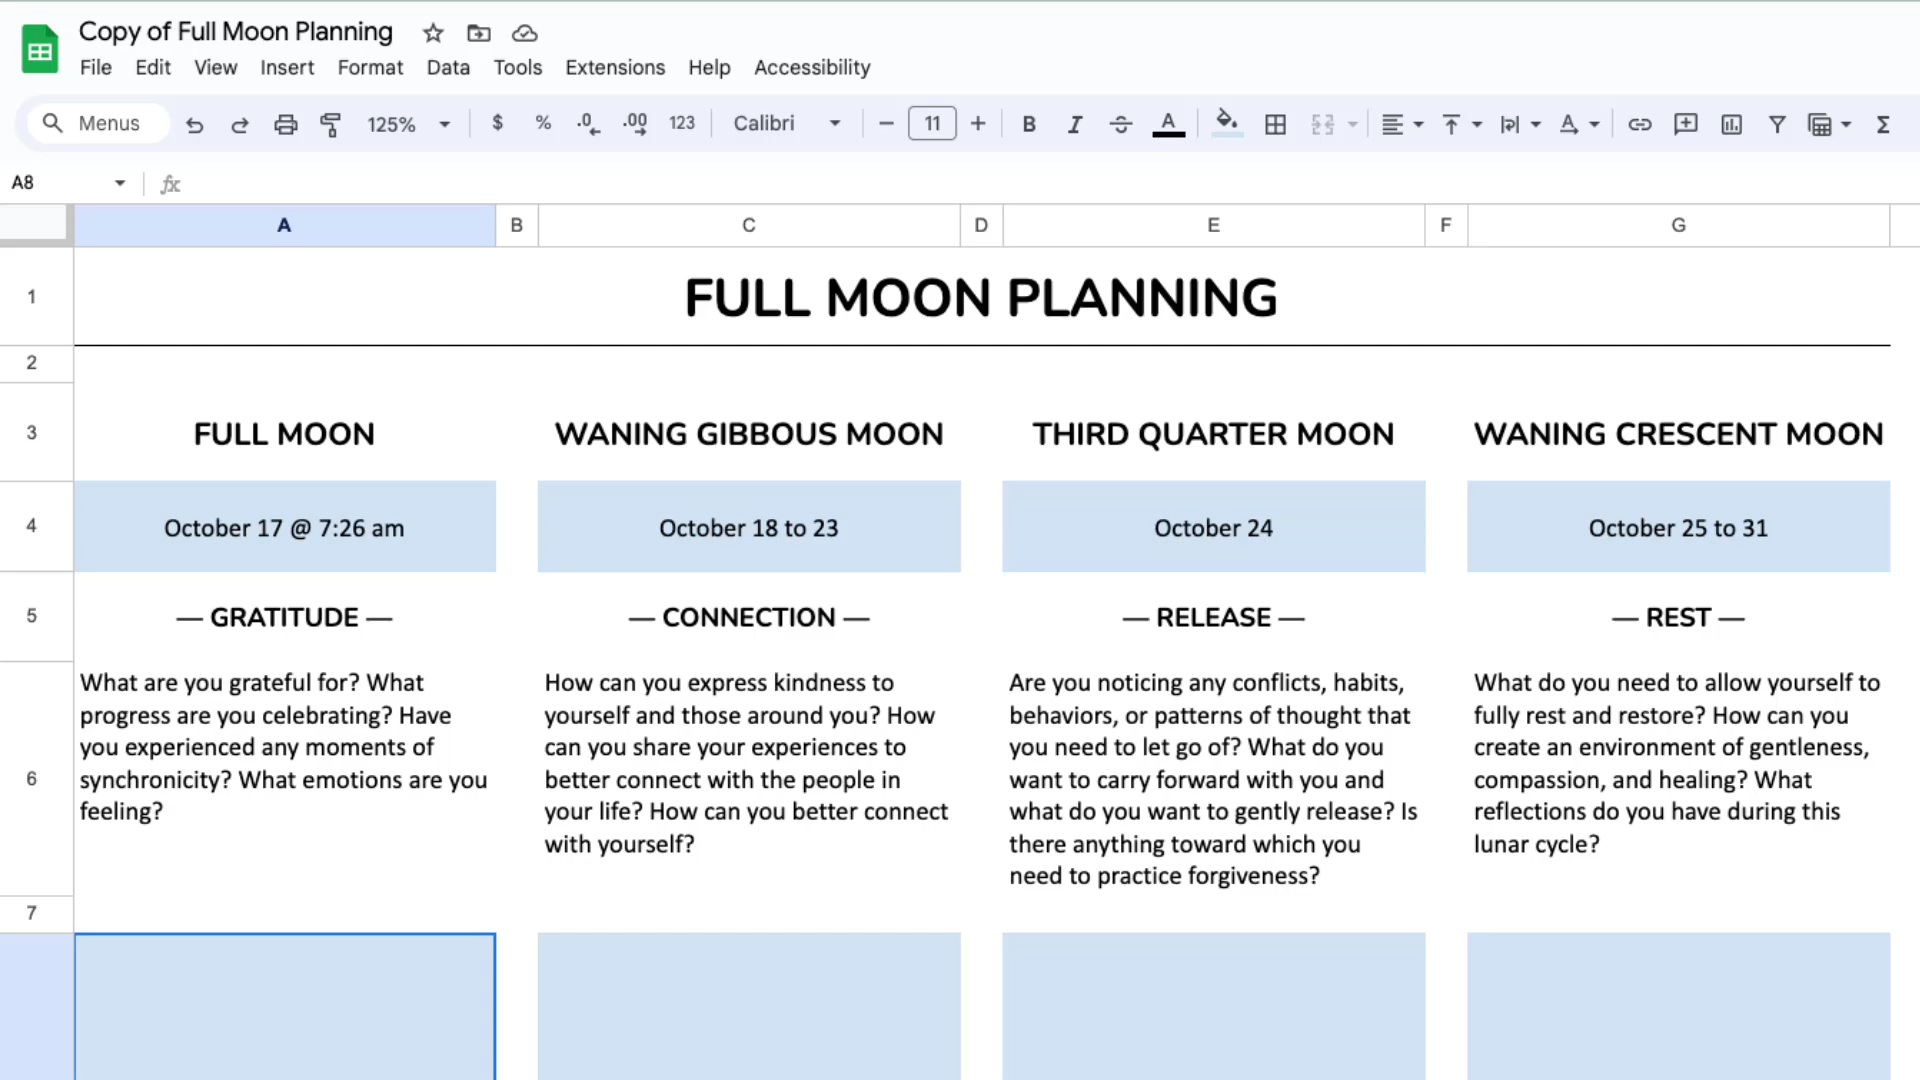 Copy of Full Moon Planning
File Edit View Insert Format Data Tools Extensions Help Accessibility
Menus 125% $ % .0 .00 123 Calibri 11 B I A Σ
A8 fx
A B C D E F G
1
FULL MOON PLANNING
2
3
FULL MOON
WANING GIBBOUS MOON
THIRD QUARTER MOON
WANING CRESCENT MOON
4
October 17 @ 7:26 am
October 18 to 23
October 24
October 25 to 31
5
— GRATITUDE —
— CONNECTION —
— RELEASE —
— REST —
6
What are you grateful for? What
progress are you celebrating? Have
you experienced any moments of
synchronicity? What emotions are you
feeling?
How can you express kindness to
yourself and those around you? How
can you share your experiences to
better connect with the people in
your life? How can you better connect
with yourself?
Are you noticing any conflicts, habits,
behaviors, or patterns of thought that
you need to let go of? What do you
want to carry forward with you and
what do you want to gently release? Is
there anything toward which you
need to practice forgiveness?
What do you need to allow yourself to
fully rest and restore? How can you
create an environment of gentleness,
compassion, and healing? What
reflections do you have during this
lunar cycle?
7